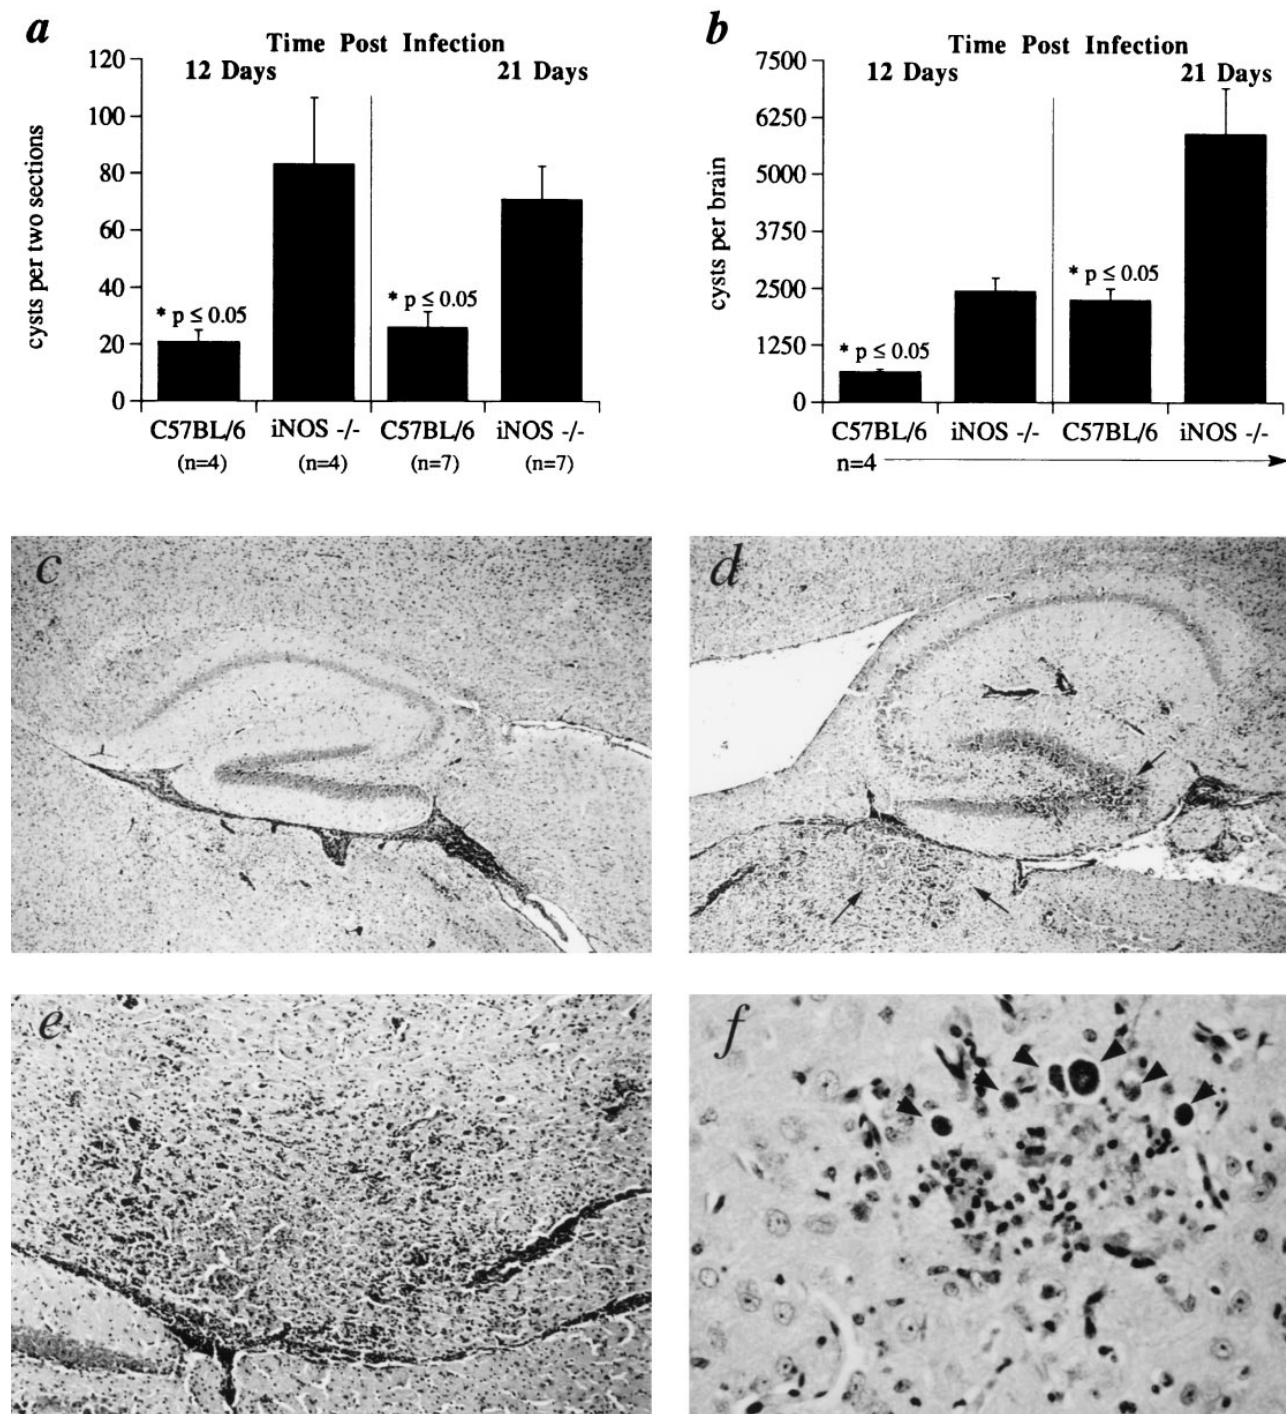 a
Time Post Infection
12 Days
21 Days
120
100
80
60
40
20
0
cysts per two sections
* p ≤ 0.05
* p ≤ 0.05
C57BL/6
iNOS -/-
C57BL/6
iNOS -/-
(n=4)
(n=4)
(n=7)
(n=7)
b
Time Post Infection
12 Days
21 Days
7500
6250
5000
3750
2500
1250
0
cysts per brain
* p ≤ 0.05
* p ≤ 0.05
C57BL/6
iNOS -/-
C57BL/6
iNOS -/-
n=4
c
d
e
f